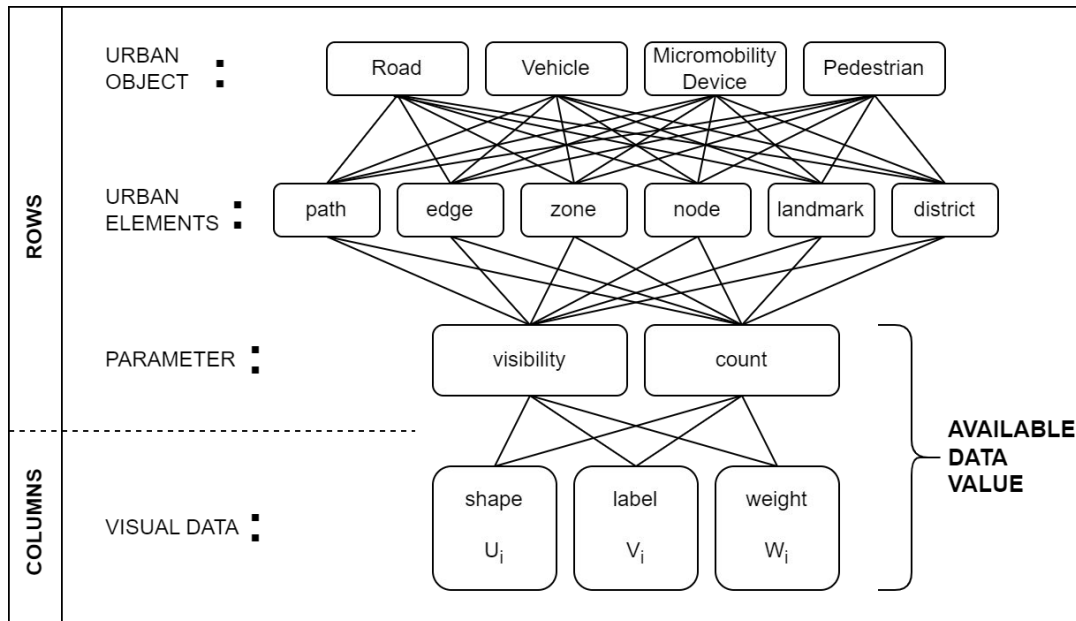 URBAN
OBJECT :
Road
Vehicle
Micromobility
Device
Pedestrian
ROWS
URBAN
ELEMENTS :
path
edge
zone
node
landmark
district
PARAMETER :
visibility
count
AVAILABLE
DATA
VALUE
COLUMNS
VISUAL DATA :
shape
Ui
label
Vi
weight
Wi